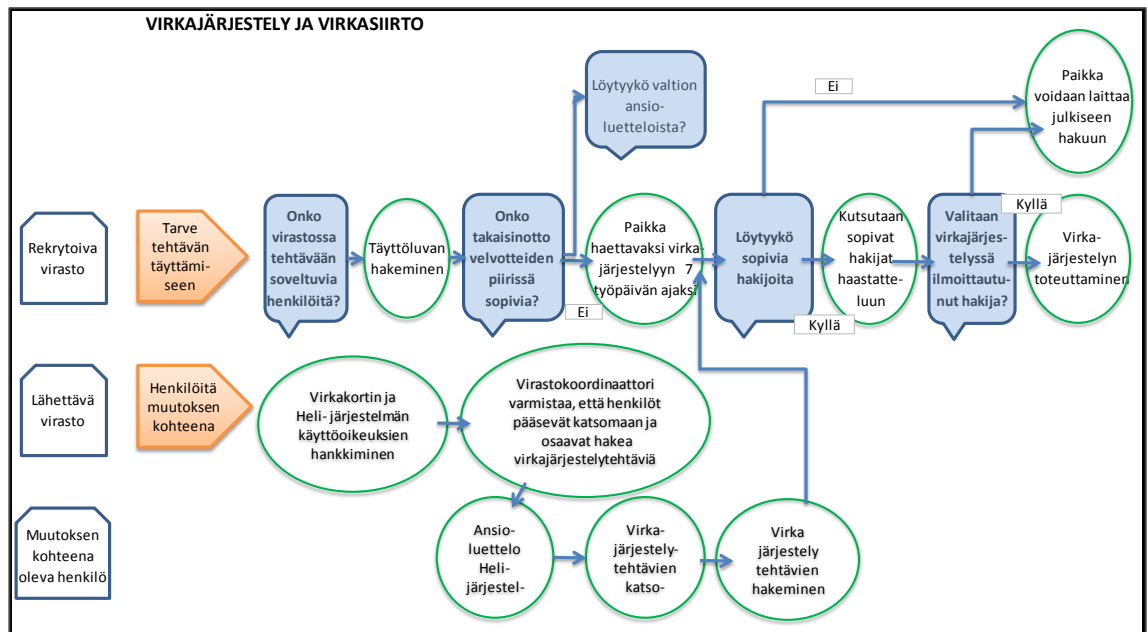 VIRKAJÄRJESTELY JA VIRKASIIRTO
Löytyykö valtion
ansio-
luetteloista?
Ei
Paikka
voidaan laittaa
julkiseen
hakuun
Rekrytoiva
virasto
Tarve
tehtävän
täyttämi-
seen
Onko
virastossa
tehtävään
soveltuvia
henkilöitä?
Täyttöluvan
hakeminen
Onko
takaisinotto
velvotteiden
piirissä
sopivia?
Ei
Paikka
haettavaksi virka-
järjestelyyn 7
työpäivän ajaksi
Löytyykö
sopivia
hakijoita
Kyllä
Kutsutaan
sopivat
hakijat
haastatte-
luun
Valitaan
virkajärjes-
telyssä
ilmoittautu-
nut hakija?
Kyllä
Virka-
järjestelyn
toteuttaminen
Lähettävä
virasto
Henkilöitä
muutoksen
kohteena
Virkakortin ja
Heli- järjestelmän
käyttöoikeuksien
hankkiminen
Virastokoordinaattori
varmistaa, että henkilöt
pääsevät katsomaan ja
osaavat hakea
virkajärjestelytehtäviä
Muutoksen
kohteena
oleva henkilö
Ansio-
luettelo
Heli-
järjestel-
Virka-
järjestely-
tehtävien
katso-
Virka
järjestely
tehtävien
hakeminen